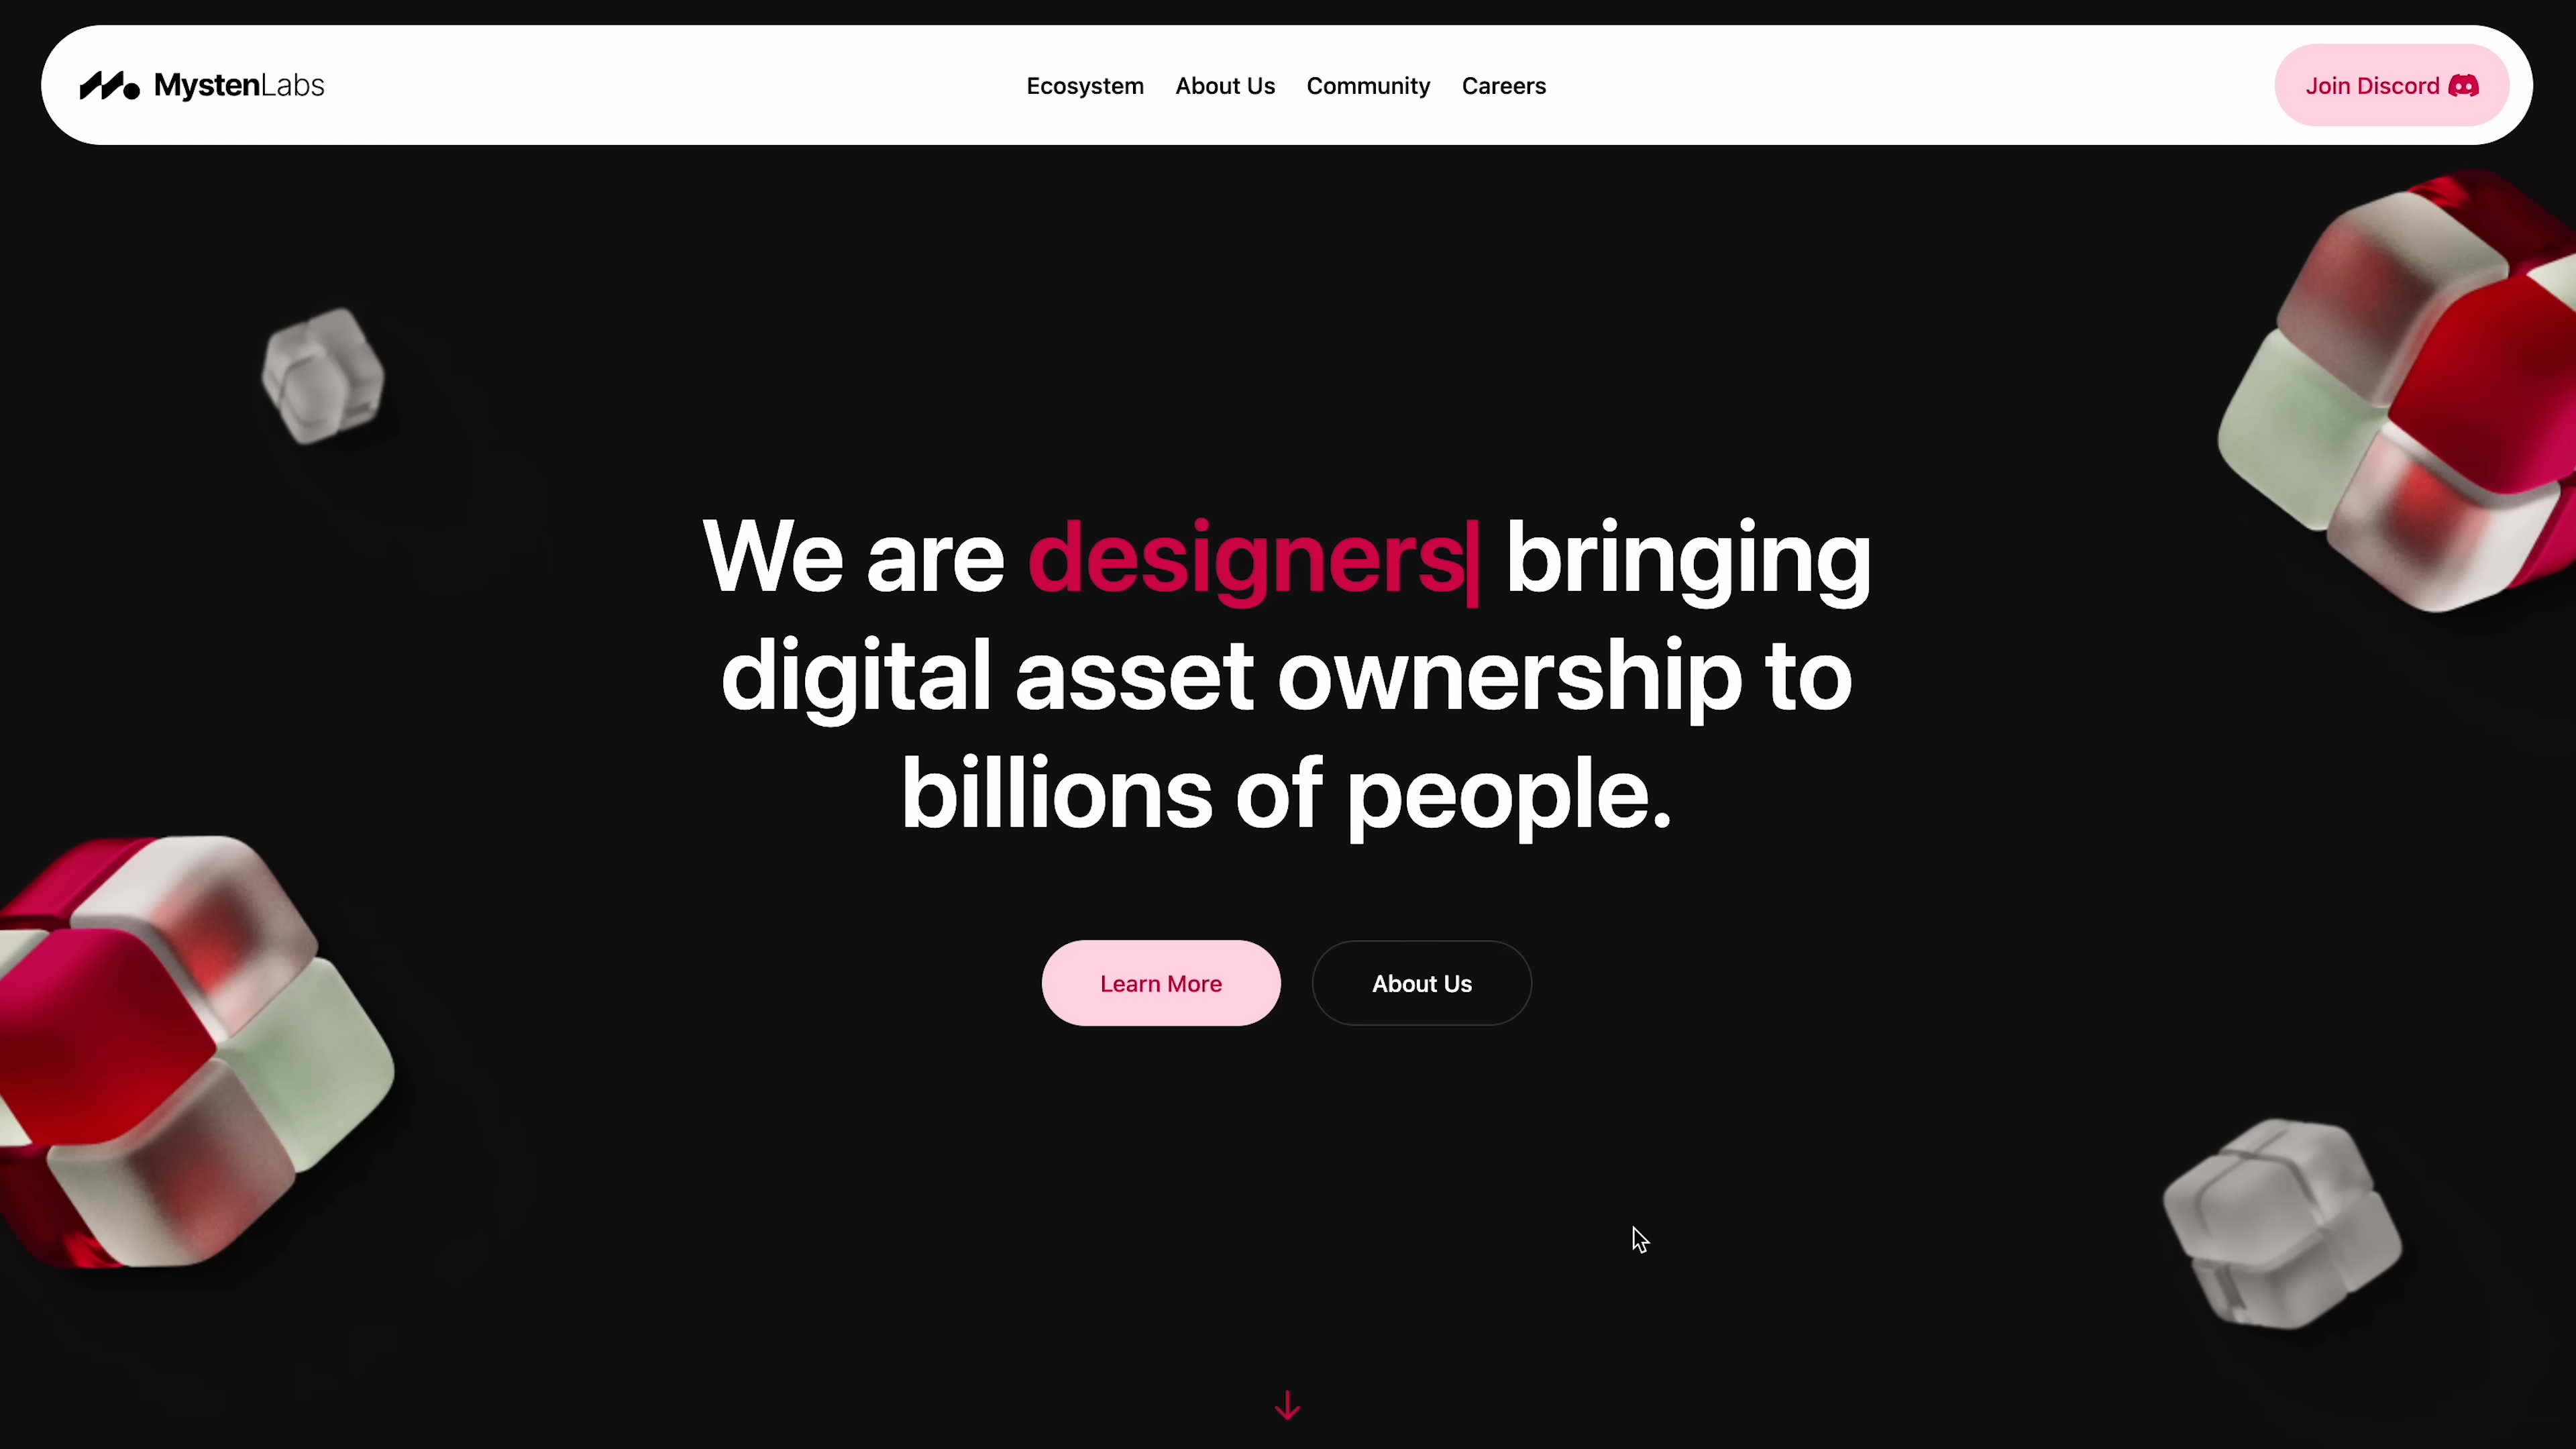 MystenLabs
Ecosystem About Us Community Careers
Join Discord
We are designers| bringing
digital asset ownership to
billions of people.
Learn More About Us